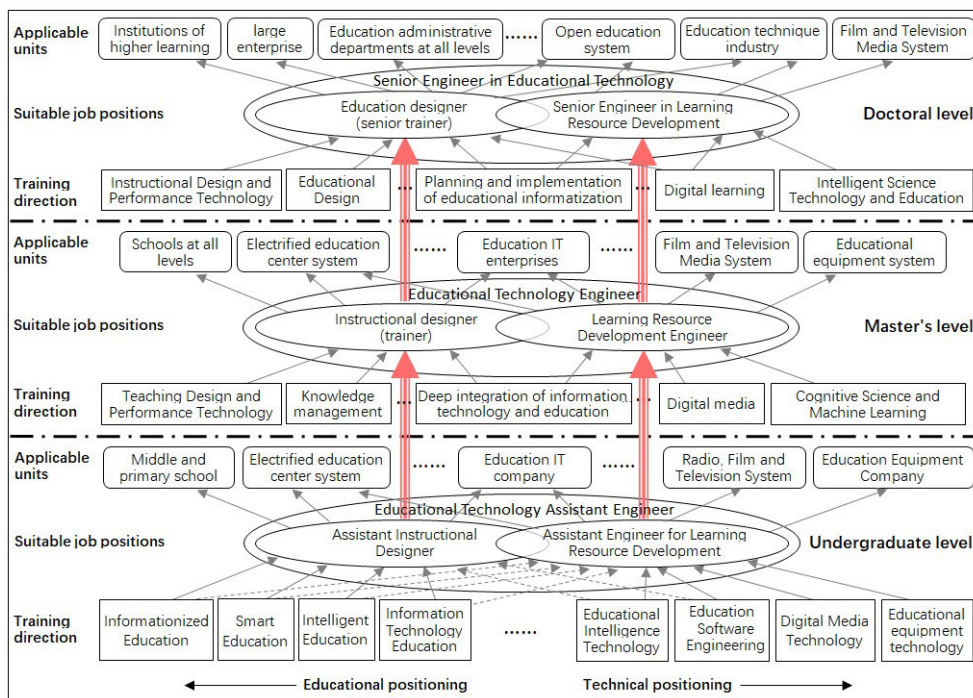 Applicable units
Institutions of higher learning
large enterprise
Education administrative departments at all levels
......
Open education system
Education technique industry
Film and Television Media System
Senior Engineer in Educational Technology
Suitable job positions
Education designer (senior trainer)
Senior Engineer in Learning Resource Development
Doctoral level
Training direction
Instructional Design and Performance Technology
Educational Design
...
Planning and implementation of educational informatization
...
Digital learning
Intelligent Science Technology and Education
Applicable units
Schools at all levels
Electrified education center system
......
Education IT enterprises
......
Film and Television Media System
Educational equipment system
Educational Technology Engineer
Suitable job positions
Instructional designer (trainer)
Learning Resource Development Engineer
Master's level
Training direction
Teaching Design and Performance Technology
Knowledge management
...
Deep integration of information technology and education
...
Digital media
Cognitive Science and Machine Learning
Applicable units
Middle and primary school
Electrified education center system
......
Education IT company
......
Radio, Film and Television System
Education Equipment Company
Educational Technology Assistant Engineer
Suitable job positions
Assistant Instructional Designer
Assistant Engineer for Learning Resource Development
Undergraduate level
Training direction
Informationized Education
Smart Education
Intelligent Education
Information Technology Education
......
Educational Intelligence Technology
Education Software Engineering
Digital Media Technology
Educational equipment technology
Educational positioning
Technical positioning